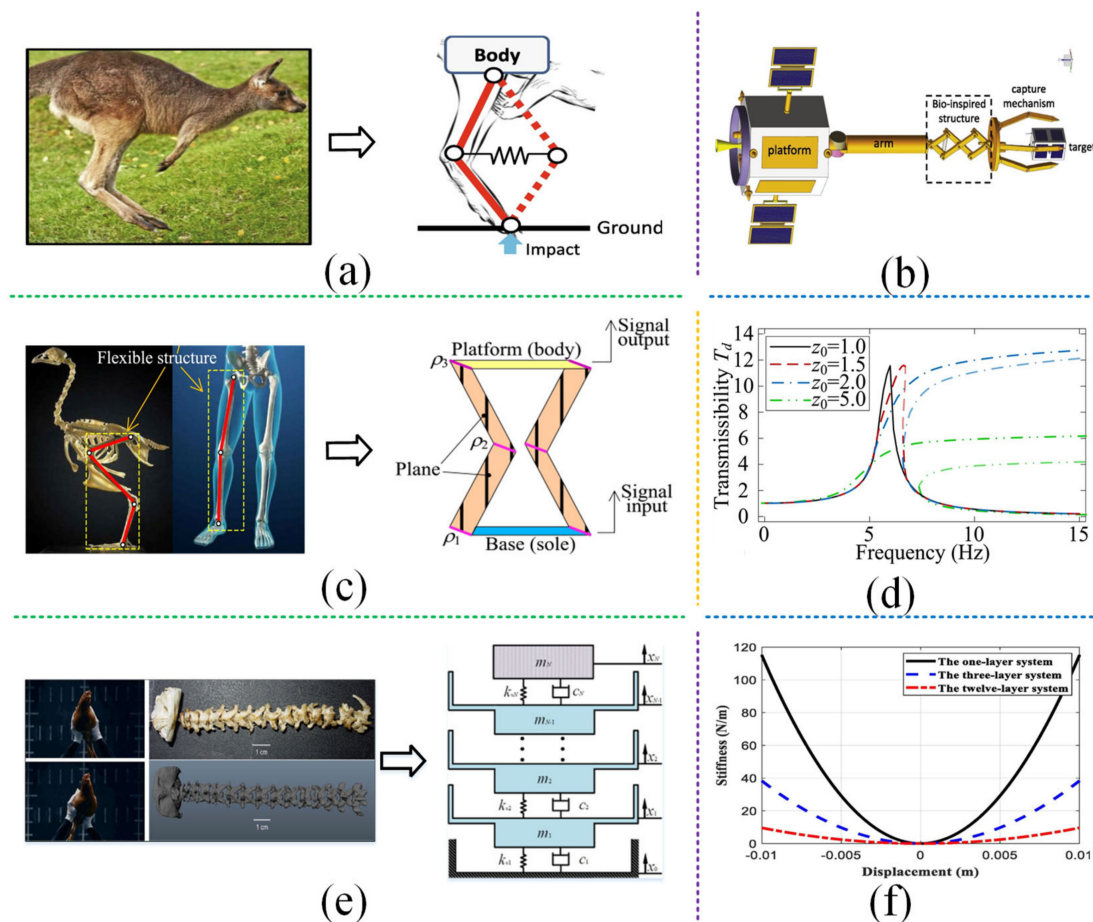 Body
Ground
Impact
(a)
Bio-inspired
structure
capture
mechanism
platform
arm
target
(b)
Flexible structure
Signal
output
Platform (body)
ρ3
ρ2
Plane
Signal
input
ρ1
Base (sole)
(c)
Transmissibility Td
14
12
10
8
6
4
2
0
z0=1.0
z0=1.5
z0=2.0
z0=5.0
0 5 10 15
Frequency (Hz)
(d)
1 cm
1 cm
mN
xN
kvN
cN
xN-1
mN-1
x2
m2
kv2
c2
x1
m1
kv1
c1
x0
(e)
Stiffness (N/m)
120
100
80
60
40
20
0
The one-layer system
The three-layer system
The twelve-layer system
-0.01 -0.005 0 0.005 0.01
Displacement (m)
(f)